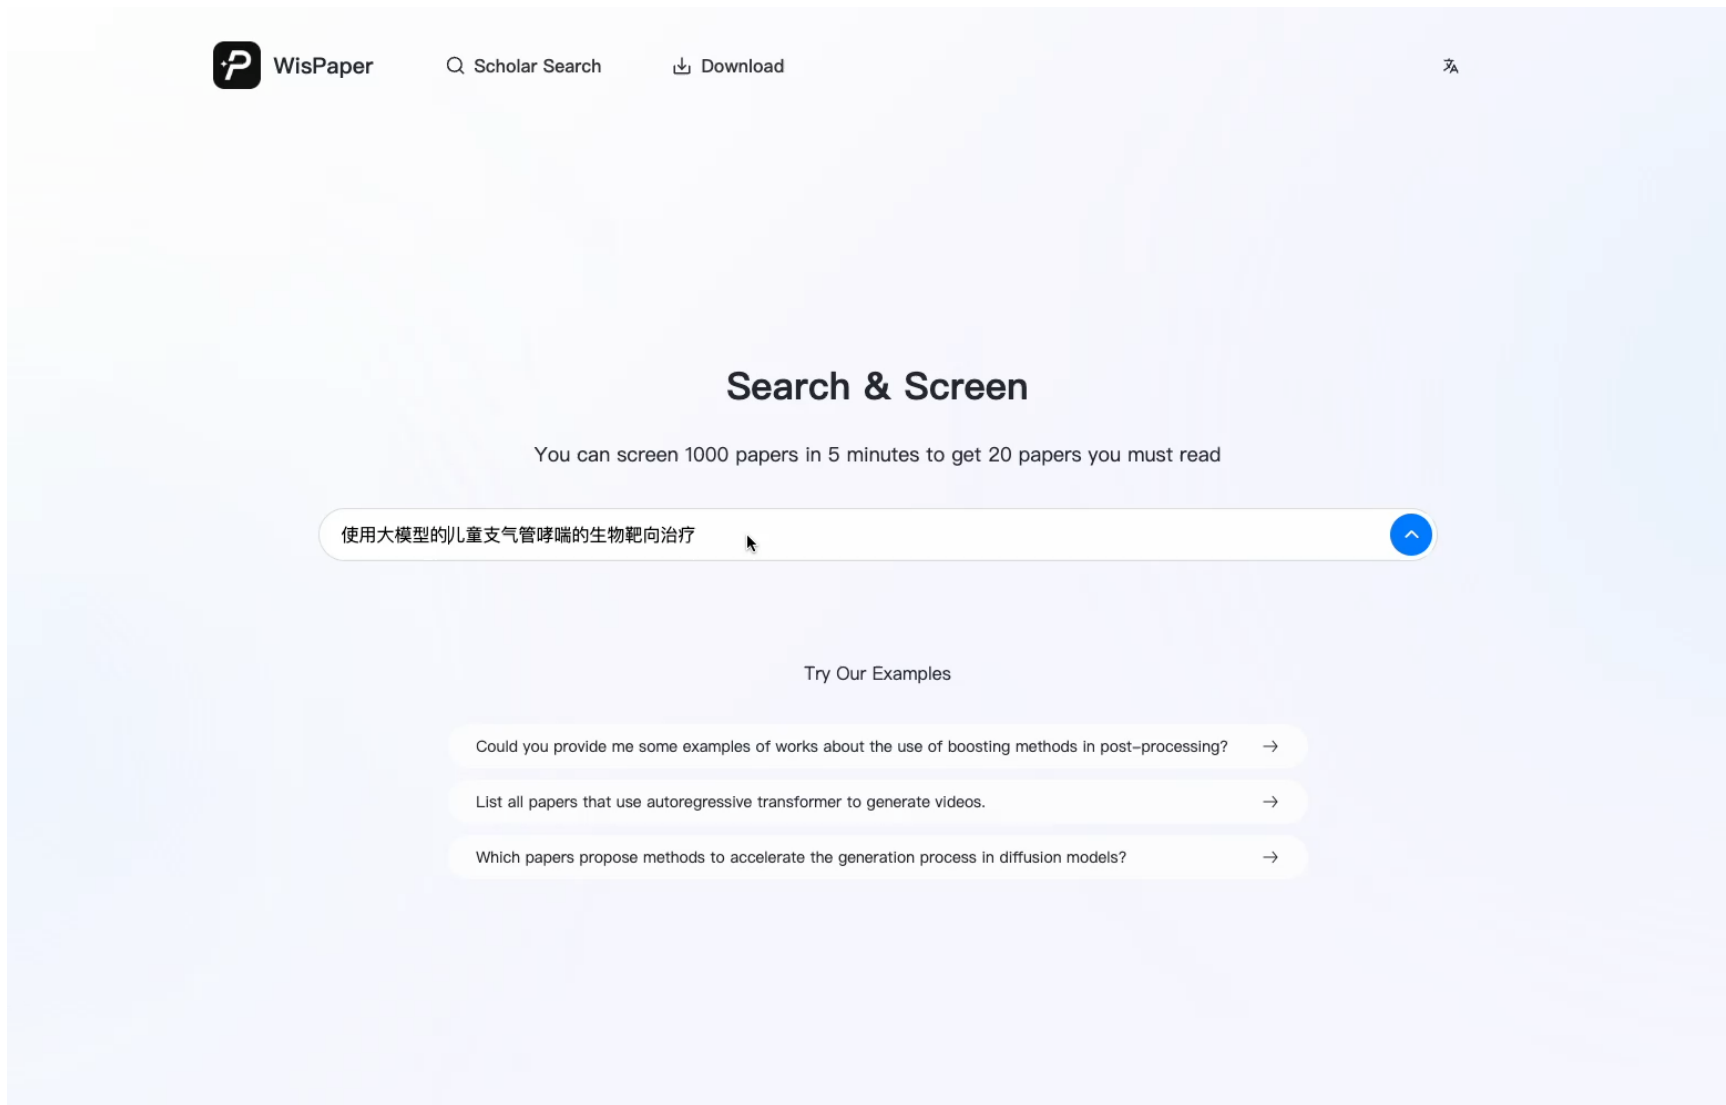 WisPaper
Scholar Search
Download
Search & Screen
You can screen 1000 papers in 5 minutes to get 20 papers you must read
使用大模型的儿童支气管哮喘的生物靶向治疗
Try Our Examples
Could you provide me some examples of works about the use of boosting methods in post-processing?
List all papers that use autoregressive transformer to generate videos.
Which papers propose methods to accelerate the generation process in diffusion models?